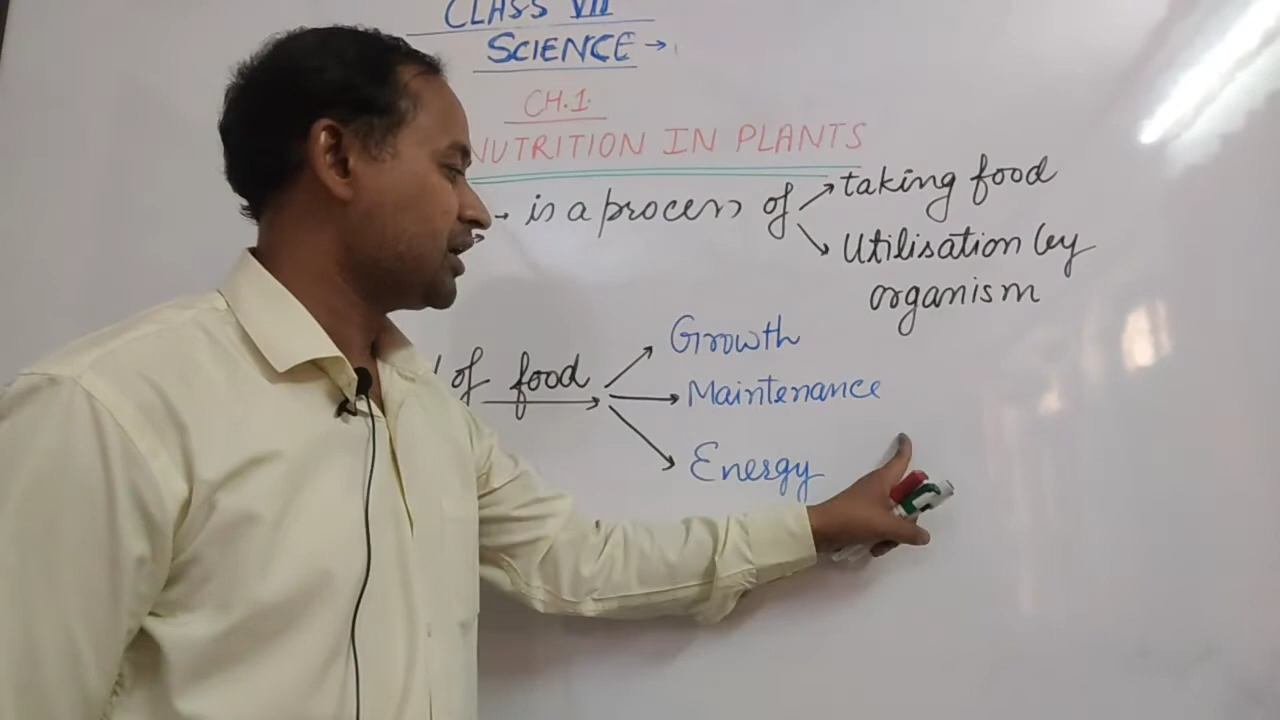 CLASS VII
SCINCE →
CH.1.
NUTRITION IN PLANTS
→ is a process of → taking food
→ Utilisation by
organism
of food → Growth
→ Maintenance
→ Energy